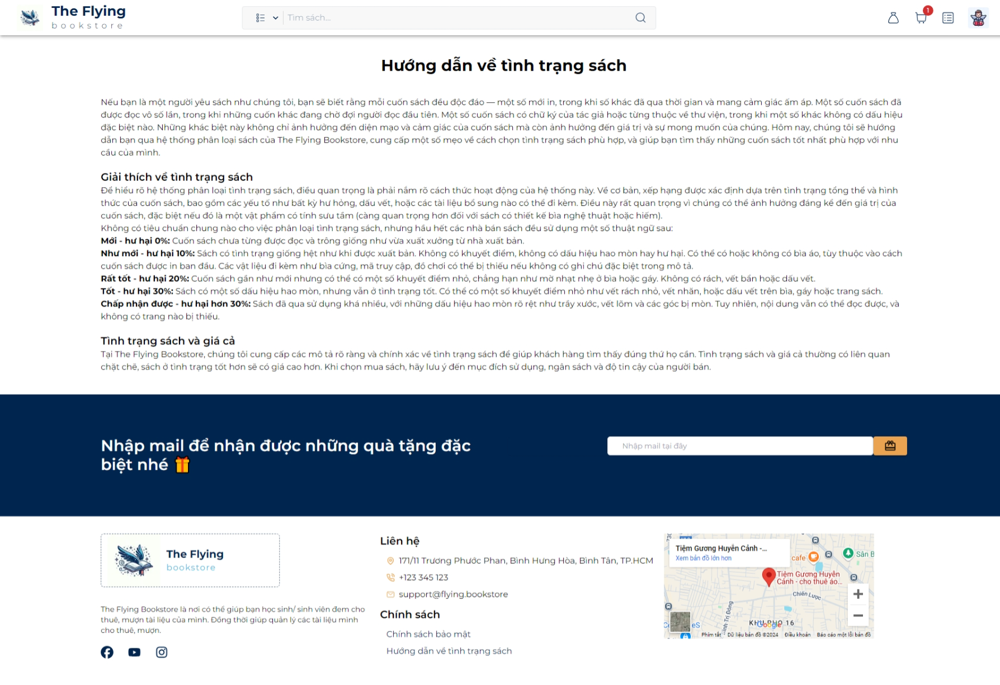 The Flying
bookstore
Tìm sách...
1
Hướng dẫn về tình trạng sách
Nếu bạn là một người yêu sách như chúng tôi, bạn sẽ biết rằng mỗi cuốn sách đều độc đáo — một số mới in, trong khi số khác đã qua thời gian và mang cảm giác ấm áp. Một số cuốn sách đã
được đọc vô số lần, trong khi những cuốn khác đang chờ đợi người đọc đầu tiên. Một số cuốn sách có chữ ký của tác giả hoặc từng thuộc về thư viện, trong khi một số khác không có dấu hiệu
đặc biệt nào. Những khác biệt này không chỉ ảnh hưởng đến diện mạo và cảm giác của cuốn sách mà còn ảnh hưởng đến giá trị và sự mong muốn của chúng. Hôm nay, chúng tôi sẽ hướng
dẫn bạn qua hệ thống phân loại sách của The Flying Bookstore, cung cấp một số mẹo về cách chọn tình trạng sách phù hợp, và giúp bạn tìm thấy những cuốn sách tốt nhất phù hợp với nhu
cầu của mình.
Giải thích về tình trạng sách
Để hiểu rõ hệ thống phân loại tình trạng sách, điều quan trọng là phải nắm rõ cách thức hoạt động của hệ thống này. Về cơ bản, xếp hạng được xác định dựa trên tình trạng tổng thể và hình
thức của cuốn sách, bao gồm các yếu tố như bất kỳ hư hỏng, dấu vết, hoặc các tài liệu bổ sung nào có thể đi kèm. Điều này rất quan trọng vì chúng có thể ảnh hưởng đáng kể đến giá trị của
cuốn sách, đặc biệt nếu đó là một vật phẩm có tính sưu tầm (càng quan trọng hơn đối với sách có thiết kế bìa nghệ thuật hoặc hiếm).
Không có tiêu chuẩn chung nào cho việc phân loại tình trạng sách, nhưng hầu hết các nhà bán sách đều sử dụng một số thuật ngữ sau:
Mới - hư hại 0%: Cuốn sách chưa từng được đọc và trông giống như vừa xuất xưởng từ nhà xuất bản.
Như mới - hư hại 10%: Sách có tình trạng giống hệt như khi được xuất bản. Không có khuyết điểm, không có dấu hiệu hao mòn hay hư hại. Có thể có hoặc không có bìa áo, tùy thuộc vào cách
cuốn sách được in ban đầu. Các vật liệu đi kèm như bìa cứng, mã truy cập, đồ chơi có thể bị thiếu nếu không có ghi chú đặc biệt trong mô tả.
Rất tốt - hư hại 20%: Cuốn sách gần như mới nhưng có thể có một số khuyết điểm nhỏ, chẳng hạn như mờ nhạt nhẹ ở bìa hoặc gáy. Không có rách, vết bẩn hoặc dấu vết.
Tốt - hư hại 30%: Sách có một số dấu hiệu hao mòn, nhưng vẫn ở tình trạng tốt. Có thể có một số khuyết điểm nhỏ như vết rách nhỏ, vết nhăn, hoặc dấu vết trên bìa, gáy hoặc trang sách.
Chấp nhận được - hư hại hơn 30%: Sách đã qua sử dụng khá nhiều, với những dấu hiệu hao mòn rõ rệt như trầy xước, vết lõm và các góc bị mòn. Tuy nhiên, nội dung vẫn có thể đọc được, và
không có trang nào bị thiếu.
Tình trạng sách và giá cả
Tại The Flying Bookstore, chúng tôi cung cấp các mô tả rõ ràng và chính xác về tình trạng sách để giúp khách hàng tìm thấy đúng thứ họ cần. Tình trạng sách và giá cả thường có liên quan
chặt chẽ, sách ở tình trạng tốt hơn sẽ có giá cao hơn. Khi chọn mua sách, hãy lưu ý đến mục đích sử dụng, ngân sách và độ tin cậy của người bán.
Nhập mail để nhận được những quà tặng đặc
biệt nhé
Nhập mail tại đây
The Flying
bookstore
The Flying Bookstore là nơi có thể giúp bạn học sinh/ sinh viên đem cho
thuê, mượn tài liệu của mình. Đồng thời giúp quản lý các tài liệu mình
cho thuê, mượn.
Liên hệ
171/11 Trương Phước Phan, Bình Hưng Hòa, Bình Tân, TP.HCM
+123 345 123
support@flying.bookstore
Chính sách
Chính sách bảo mật
Hướng dẫn về tình trạng sách
Tiệm Gương Huyễn Cảnh -...
Xem bản đồ lớn hơn
cafe
Sân B
Tiệm Gương Huyễn
Cảnh - cho thuê áo...
Chiến Lược
KHU PHO 16
Google
Phím tắt
Dữ liệu bản đồ ©2024
Điều khoản
Báo cáo một lỗi bản đồ